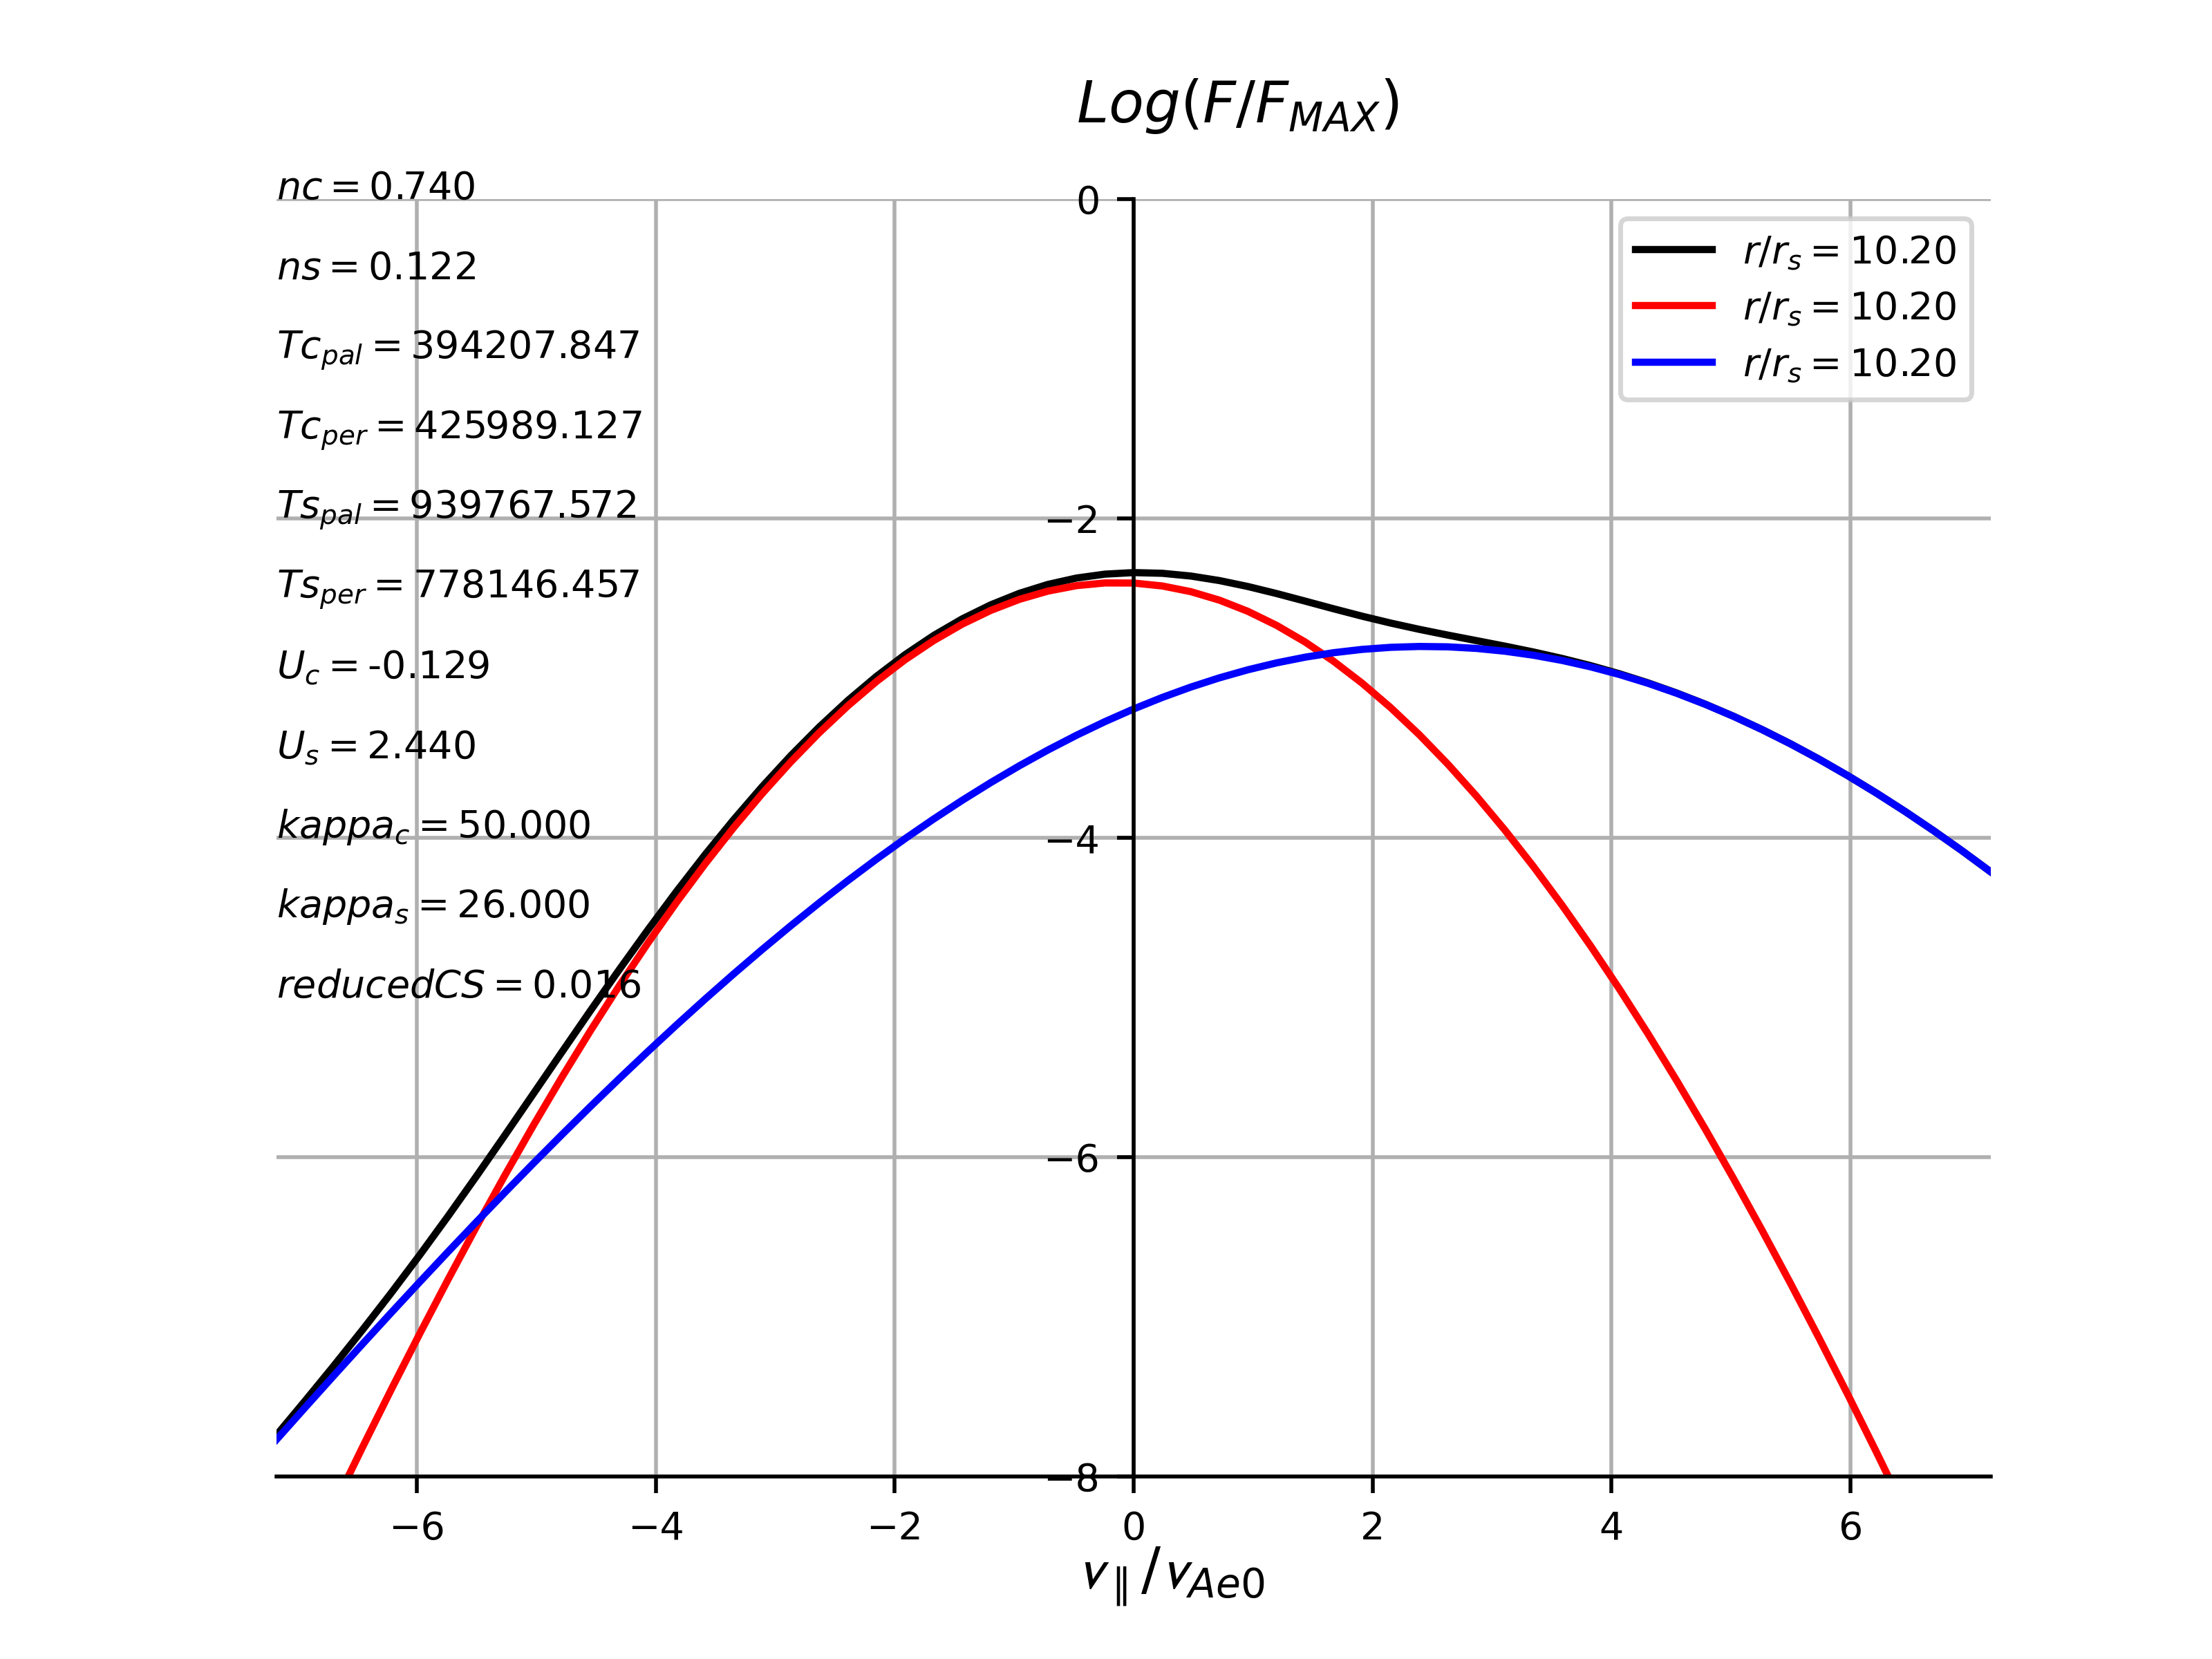 Log(F/F_MAX)
nc = 0.740
ns = 0.122
Tc_pal = 394207.847
Tc_per = 425989.127
Ts_pal = 939767.572
Ts_per = 778146.457
U_c = -0.129
U_s = 2.440
kappa_c = 50.000
kappa_s = 26.000
reducedCS = 0.016
0
−2
−4
−6
−8
r/r_s = 10.20
r/r_s = 10.20
r/r_s = 10.20
−6 −4 −2 0 2 4 6
v_∥/v_Ae0